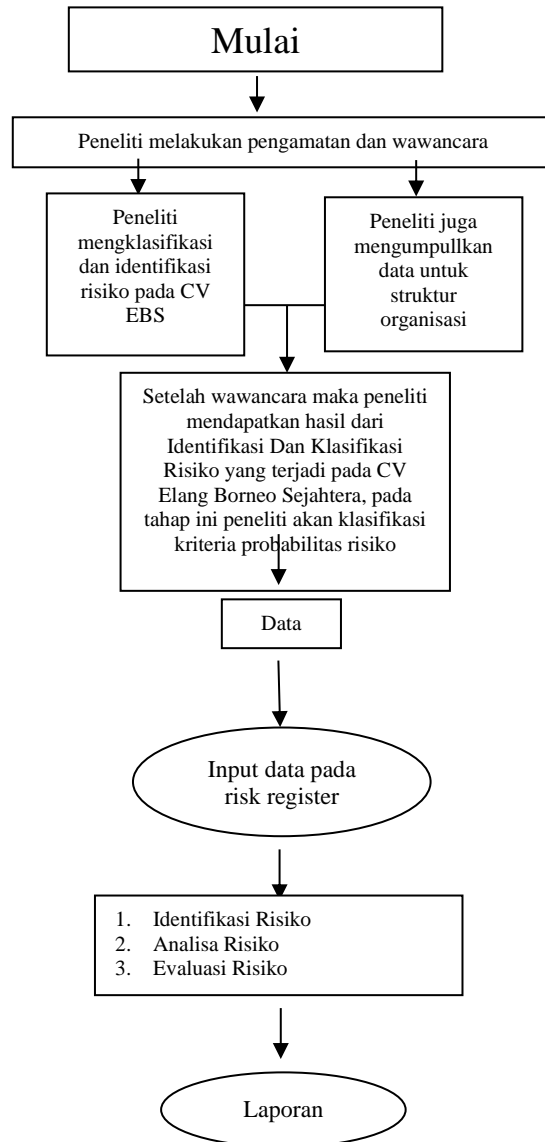 Mulai
Peneliti melakukan pengamatan dan wawancara
Peneliti
mengklasifikasi
dan identifikasi
risiko pada CV
EBS
Peneliti juga
mengumpullkan
data untuk
struktur
organisasi
Setelah wawancara maka peneliti
mendapatkan hasil dari
Identifikasi Dan Klasifikasi
Risiko yang terjadi pada CV
Elang Borneo Sejahtera, pada
tahap ini peneliti akan klasifikasi
kriteria probabilitas risiko
Data
Input data pada
risk register
1. Identifikasi Risiko
2. Analisa Risiko
3. Evaluasi Risiko
Laporan